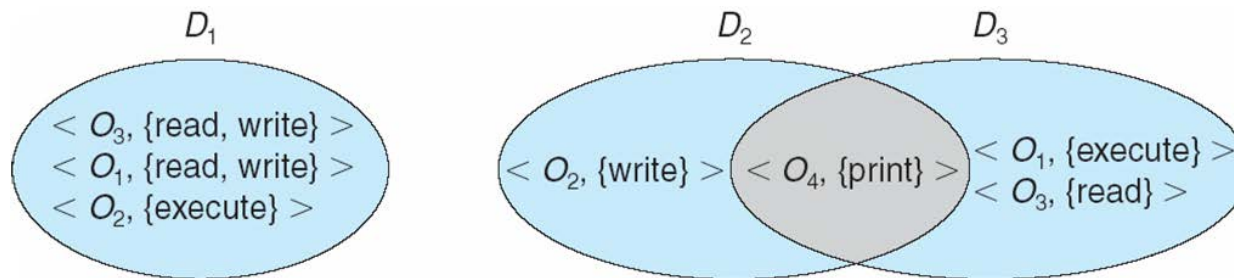 D₁
D₂
D₃
< O₃, {read, write} >
< O₁, {read, write} >
< O₂, {execute} >
< O₂, {write} >
< O₄, {print} >
< O₁, {execute} >
< O₃, {read} >